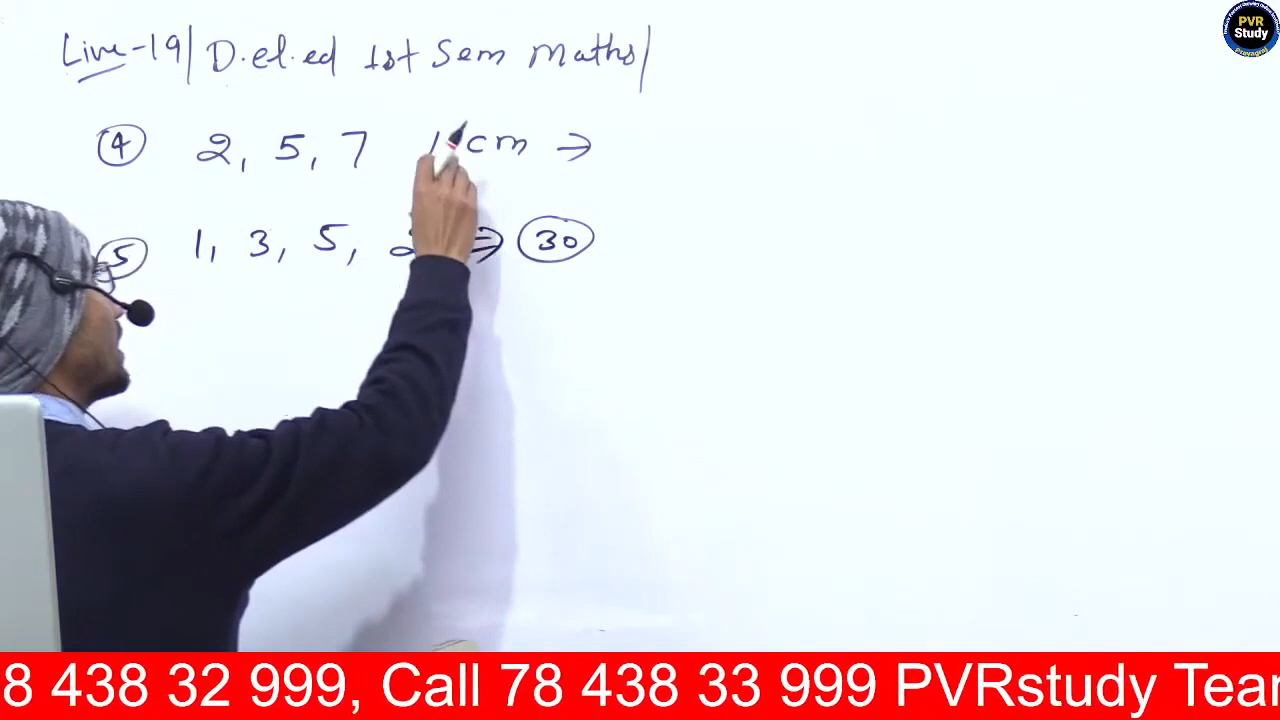 Live-19/ D.el.ed 1st Sem Maths/
④ 2, 5, 7 cm ⇒
⑤ 1, 3, 5, ⇒ 30
PVR
Study
Prayagraj
8 438 32 999, Call 78 438 33 999 PVRstudy Tear